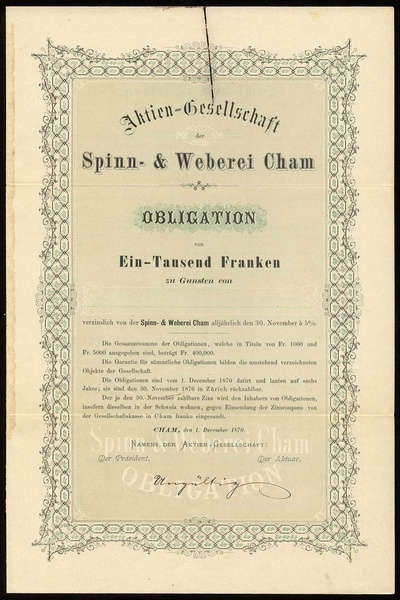 Aktien-Gesellschaft
der
Spinn- & Weberei Cham
OBLIGATION
von
Ein-Tausend Franken
zu Gunsten von
verzinslich von der Spinn- & Weberei Cham alljährlich den 30. November à 5%.
Die Gesammtsumme der Obligationen, welche in Titeln von Fr. 1000 und
Fr. 5000 ausgegeben sind, beträgt Fr. 400,000.
Die Garantie für sämmtliche Obligationen bilden die umstehend verzeichneten
Objekte der Gesellschaft.
Die Obligationen sind vom 1. Dezember 1870 datirt und lauten auf sechs
Jahre; sie sind den 30. November 1876 in Zürich rückzahlbar.
Der je den 30. November zahlbare Zins wird den Inhabern von Obligationen,
insofern dieselben in der Schweiz wohnen, gegen Einsendung der Zinscoupons von
der Gesellschaftskasse in Cham franko eingesandt.
CHAM, den 1. Dezember 1870.
Spinn- & Weberei Cham
NAMENS DER AKTIEN-GESELLSCHAFT:
Der Präsident. Der Aktuar.
Ungültig
OBLIGATION